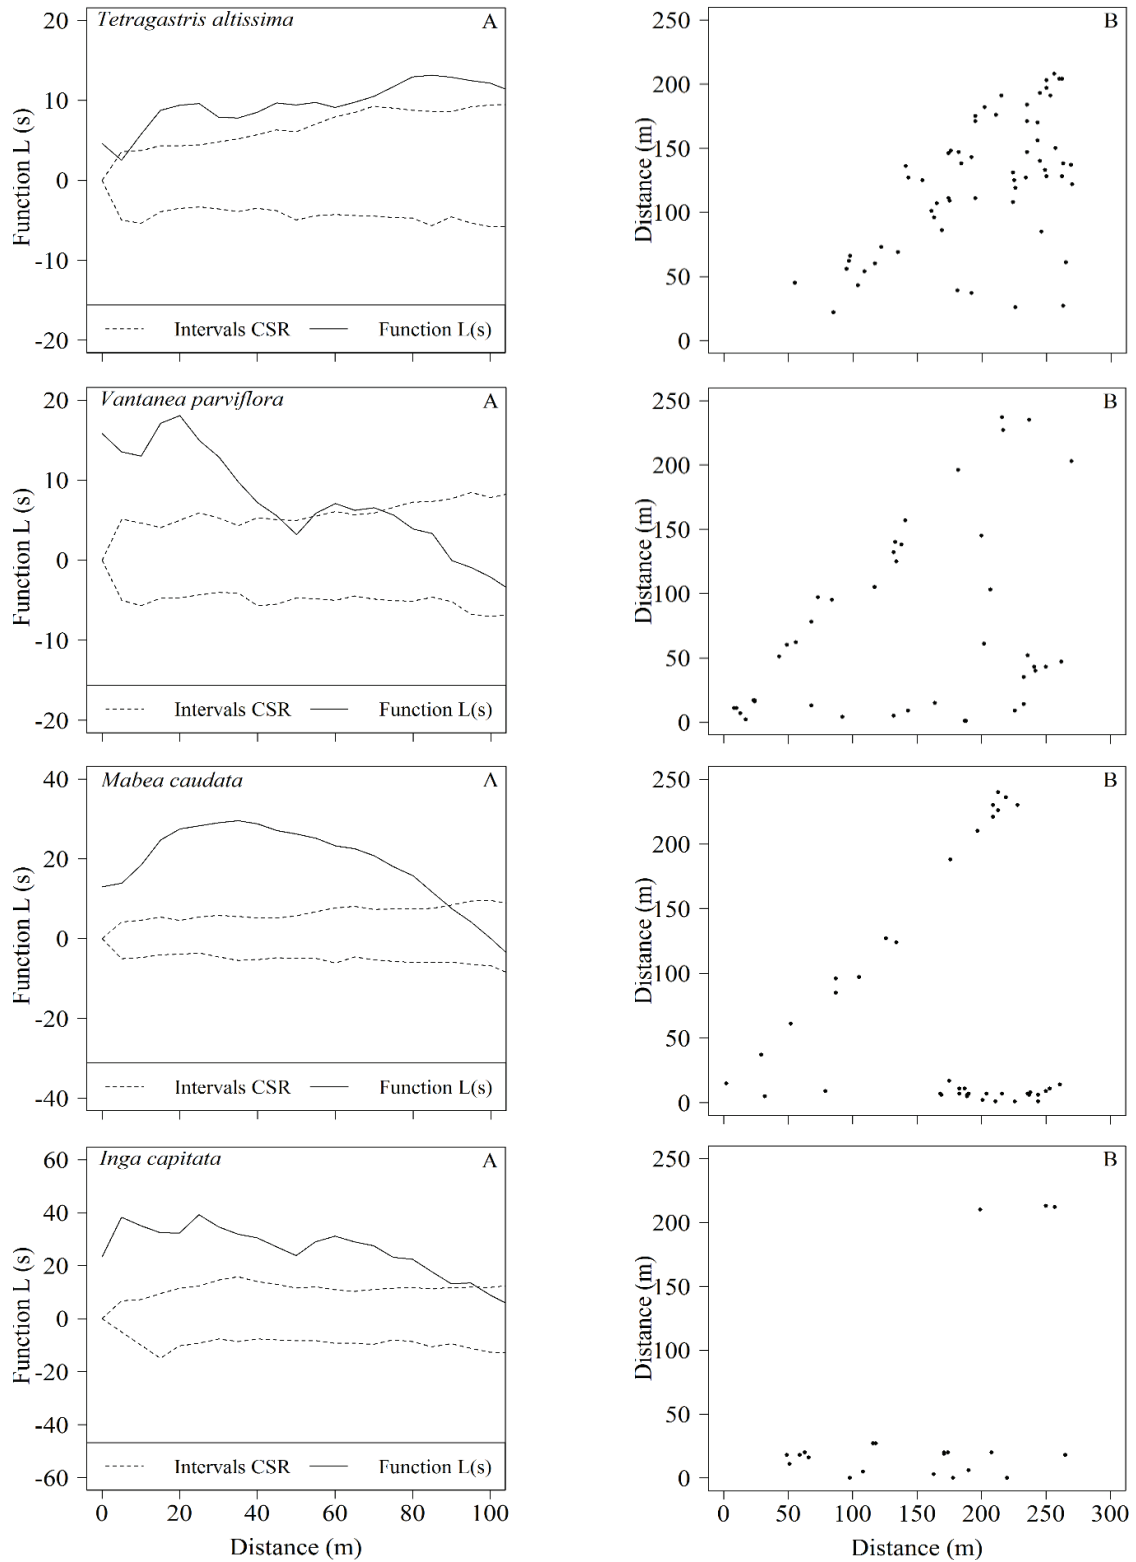 Tetragastris altissima A
20
10
0
-10
-20
Function L (s)
Intervals CSR Function L(s)
B
250
200
150
100
50
0
Distance (m)
Vantanea parviflora A
20
10
0
-10
-20
Function L (s)
Intervals CSR Function L(s)
B
250
200
150
100
50
0
Distance (m)
Mabea caudata A
40
20
0
-20
-40
Function L (s)
Intervals CSR Function L(s)
B
250
200
150
100
50
0
Distance (m)
Inga capitata A
60
40
20
0
-20
-40
-60
Function L (s)
Intervals CSR Function L(s)
0 20 40 60 80 100
Distance (m)
B
250
200
150
100
50
0
Distance (m)
0 50 100 150 200 250 300
Distance (m)